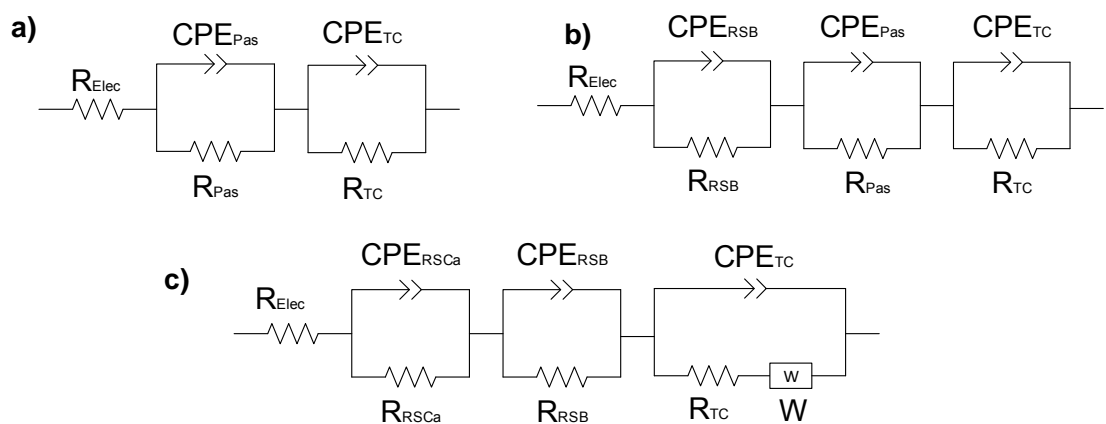 a)
CPEPas
CPETC
RElec
RPas
RTC
b)
CPERSB
CPEPas
CPETC
RElec
RRSB
RPas
RTC
c)
CPERSCa
CPERSB
CPETC
RElec
RRSCa
RRSB
RTC
W
W